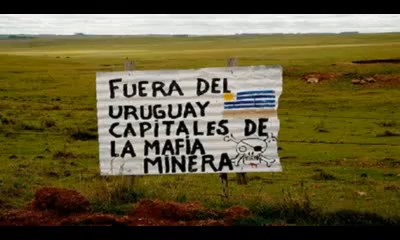 FUERA DEL
URUGUAY
CAPITALES DE
LA MAFIA
MINERA